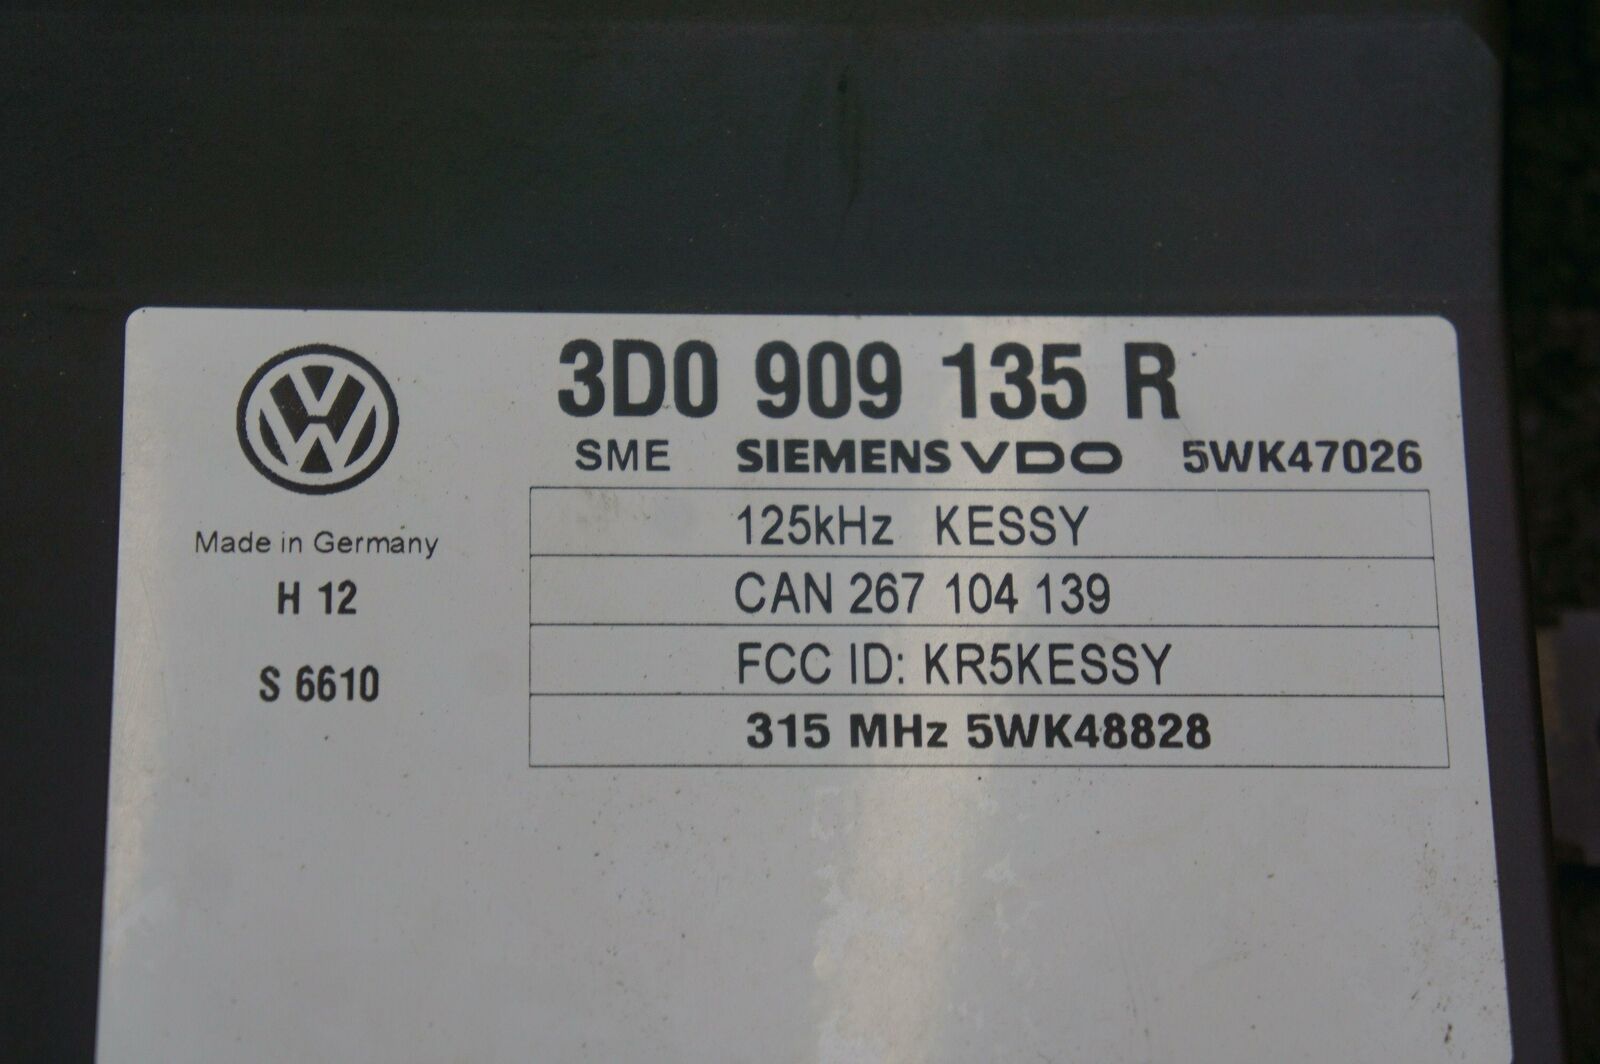 3D0 909 135 R
SME SIEMENS VDO 5WK47026
125kHz KESSY
CAN 267 104 139
FCC ID: KR5KESSY
315 MHz 5WK48828
VW
Made in Germany
H 12
S 6610